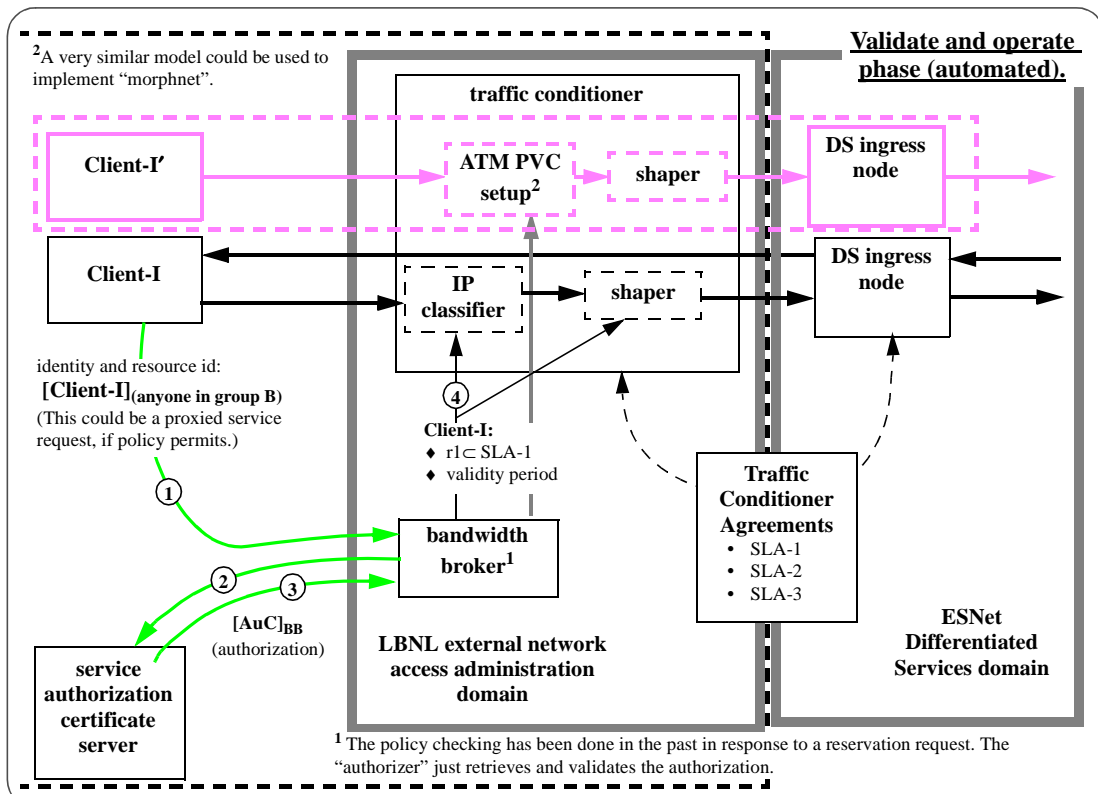 ²A very similar model could be used to
implement “morphnet”.
Validate and operate
phase (automated).
traffic conditioner
Client-I′
ATM PVC
setup²
shaper
DS ingress
node
Client-I
IP
classifier
shaper
DS ingress
node
identity and resource id:
[Client-I](anyone in group B)
(This could be a proxied service
request, if policy permits.)
4
Client-I:
♦ r1⊂ SLA-1
♦ validity period
1
Traffic
Conditioner
Agreements
• SLA-1
• SLA-2
• SLA-3
bandwidth
broker¹
2
3
[AuC]BB
(authorization)
LBNL external network
access administration
domain
ESNet
Differentiated
Services domain
service
authorization
certificate
server
¹ The policy checking has been done in the past in response to a reservation request. The
“authorizer” just retrieves and validates the authorization.